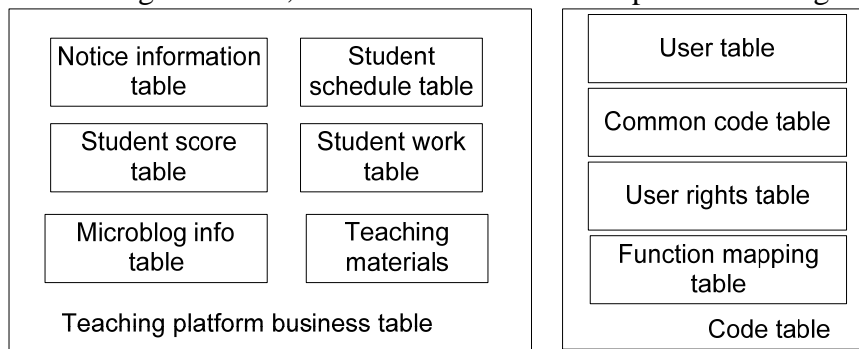 Notice information
table
Student
schedule table
Student score
table
Student work
table
Microblog info
table
Teaching
materials
Teaching platform business table
User table
Common code table
User rights table
Function mapping
table
Code table